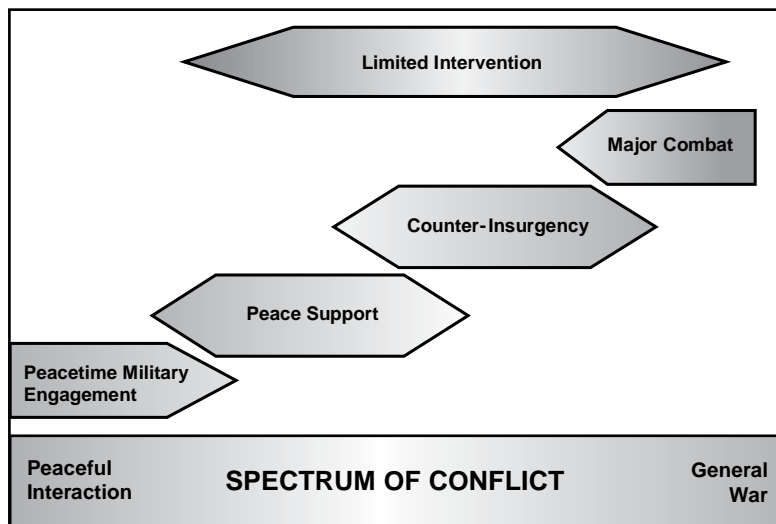 Limited Intervention
Major Combat
Counter-Insurgency
Peace Support
Peacetime Military
Engagement
Peaceful
Interaction
SPECTRUM OF CONFLICT
General
War